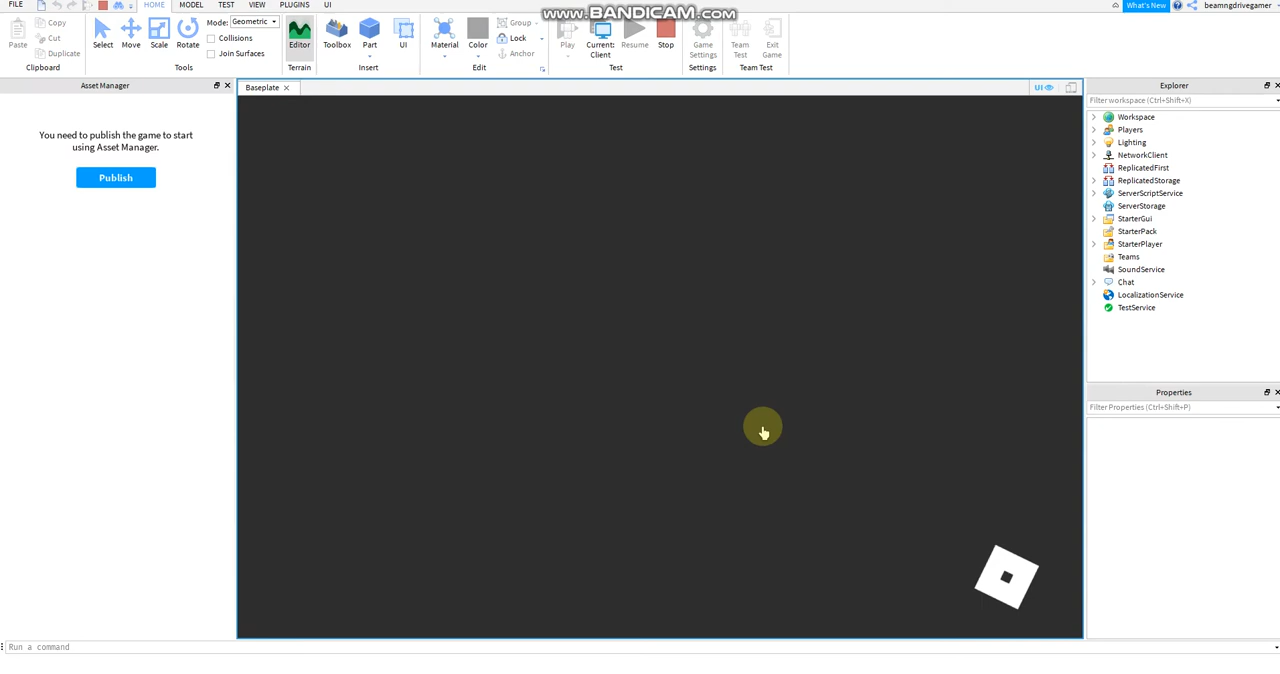 FILE HOME MODEL TEST VIEW PLUGINS UI
www.BANDICAM.com
What's New beamngdrivegamer
Paste Copy Cut Duplicate
Clipboard
Select Move Scale Rotate
Mode: Geometric
Collisions
Join Surfaces
Tools
Editor
Terrain
Toolbox Part UI
Insert
Material Color
Group
Lock
Anchor
Edit
Play Current: Client Resume Stop
Test
Game Settings
Settings
Team Test Exit Game
Team Test
Asset Manager
You need to publish the game to start
using Asset Manager.
Publish
Baseplate
UI
Explorer
Filter workspace (Ctrl+Shift+X)
Workspace
Players
Lighting
NetworkClient
ReplicatedFirst
ReplicatedStorage
ServerScriptService
ServerStorage
StarterGui
StarterPack
StarterPlayer
Teams
SoundService
Chat
LocalizationService
TestService
Properties
Filter Properties (Ctrl+Shift+P)
Run a command